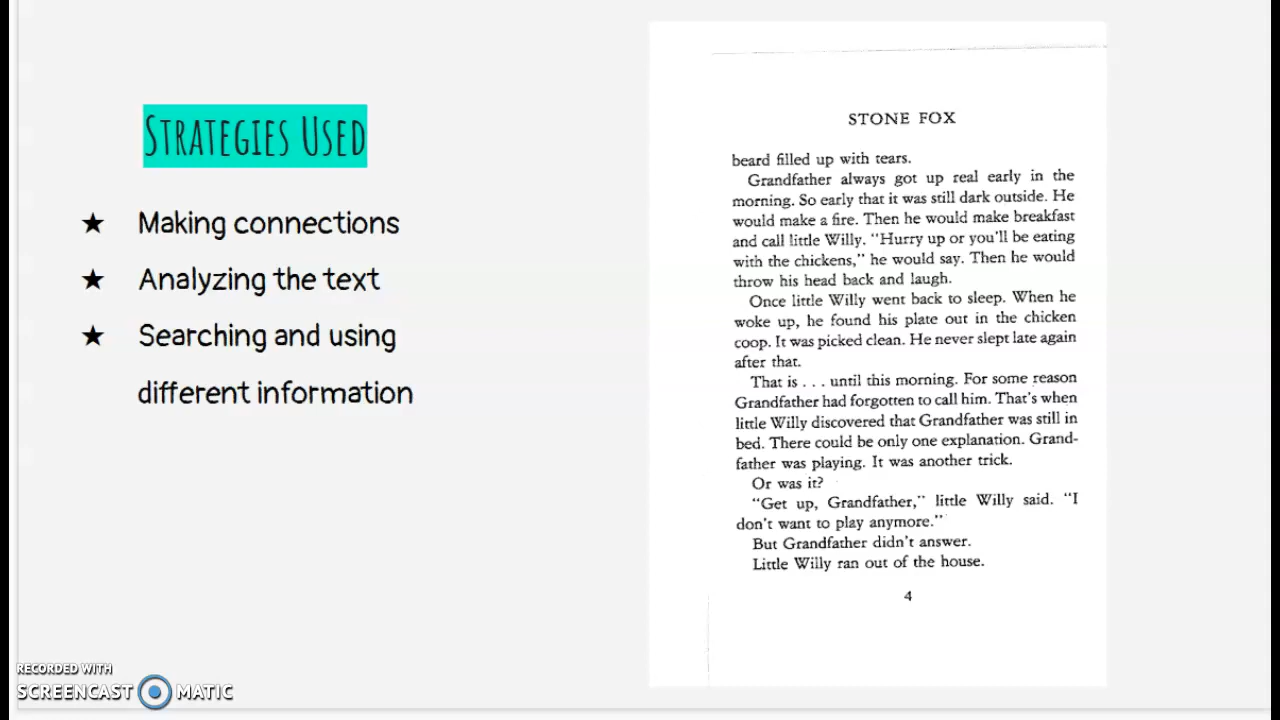 STRATEGIES USED
★ Making connections
★ Analyzing the text
★ Searching and using
different information
STONE FOX
beard filled up with tears.
Grandfather always got up real early in the
morning. So early that it was still dark outside. He
would make a fire. Then he would make breakfast
and call little Willy. “Hurry up or you'll be eating
with the chickens,” he would say. Then he would
throw his head back and laugh.
Once little Willy went back to sleep. When he
woke up, he found his plate out in the chicken
coop. It was picked clean. He never slept late again
after that.
That is . . . until this morning. For some reason
Grandfather had forgotten to call him. That's when
little Willy discovered that Grandfather was still in
bed. There could be only one explanation. Grand-
father was playing. It was another trick.
Or was it?
“Get up, Grandfather,” little Willy said. “I
don't want to play anymore.”
But Grandfather didn't answer.
Little Willy ran out of the house.
4
RECORDED WITH
SCREENCAST MATIC